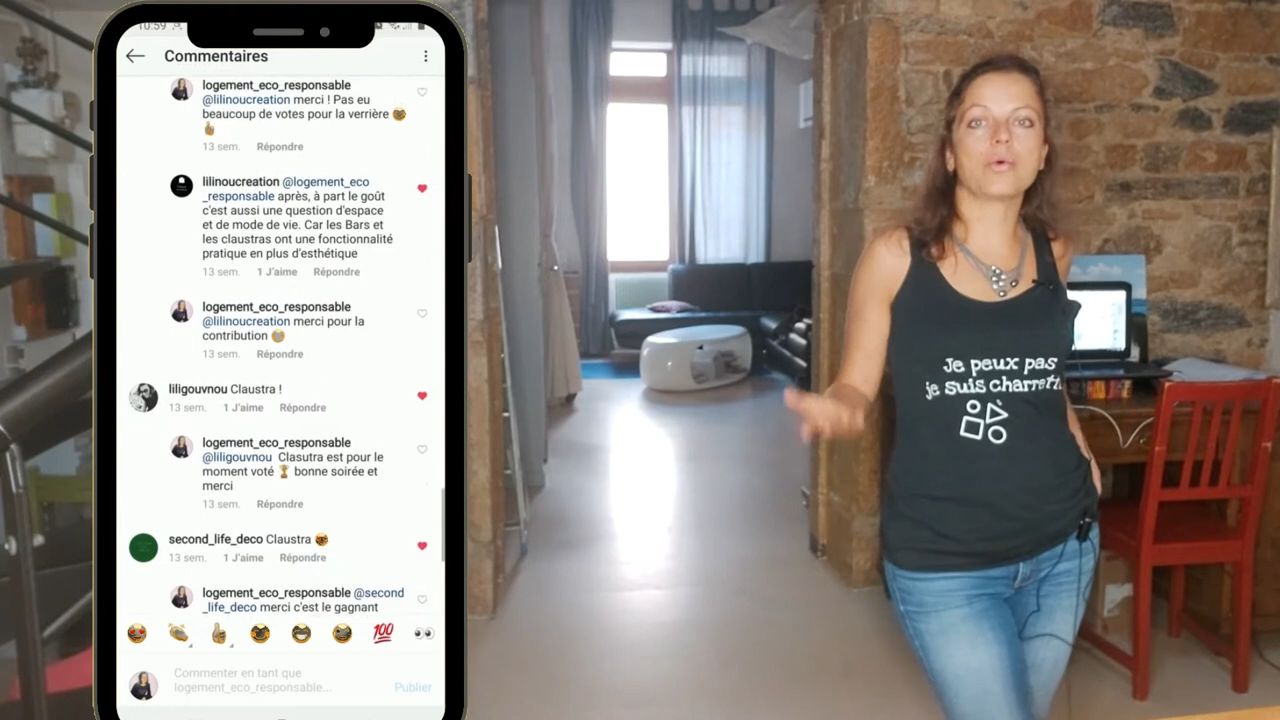 10:59
Commentaires
logement_eco_responsable
@lilinoucreation merci ! Pas eu
beaucoup de votes pour la verrière
13 sem. Répondre
lilinoucreation @logement_eco
_responsable après, à part le goût
c'est aussi une question d'espace
et de mode de vie. Car les Bars et
les claustras ont une fonctionnalité
pratique en plus d'esthétique
13 sem. 1 J'aime Répondre
logement_eco_responsable
@lilinoucreation merci pour la
contribution
13 sem. Répondre
liligouvnou Claustra !
13 sem. 1 J'aime Répondre
logement_eco_responsable
@liligouvnou Clasutra est pour le
moment voté 🏆 bonne soirée et
merci
13 sem. Répondre
second_life_deco Claustra
13 sem. 1 J'aime Répondre
logement_eco_responsable @second
_life_deco merci c'est le gagnant
100
Commenter en tant que
logement_eco_responsable...
Publier
Je peux pas
je suis charrett